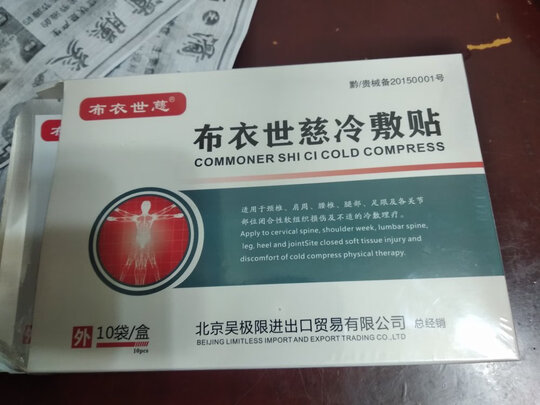 黔/贵械备20150001号
布衣世慈®
布衣世慈冷敷贴
COMMONER SHI CI COLD COMPRESS
适用于颈椎、肩周、腰椎、腿部、足跟及各关节
部位闭合性软组织损伤及不适的冷敷理疗。
Apply to cervical spine, shoulder week, lumbar spine,
leg, heel and jointSite closed soft tissue injury and
discomfort of cold compress physical therapy.
外 10袋/盒
10pcs
北京吴极限进出口贸易有限公司 总经销
BEIJING LIMITLESS IMPORT AND EXPORT TRADING CO.,LTD
布